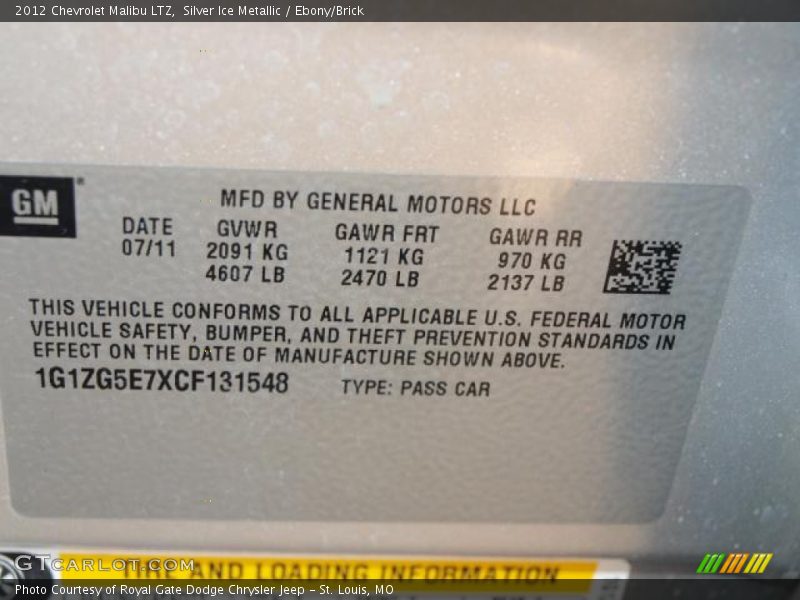 2012 Chevrolet Malibu LTZ, Silver Ice Metallic / Ebony/Brick
GM
MFD BY GENERAL MOTORS LLC
DATE GVWR GAWR FRT GAWR RR
07/11 2091 KG 1121 KG 970 KG
4607 LB 2470 LB 2137 LB
THIS VEHICLE CONFORMS TO ALL APPLICABLE U.S. FEDERAL MOTOR
VEHICLE SAFETY, BUMPER, AND THEFT PREVENTION STANDARDS IN
EFFECT ON THE DATE OF MANUFACTURE SHOWN ABOVE.
1G1ZG5E7XCF131548 TYPE: PASS CAR
TIRE AND LOADING INFORMATION
GTcarlot.com
Photo Courtesy of Royal Gate Dodge Chrysler Jeep – St. Louis, MO